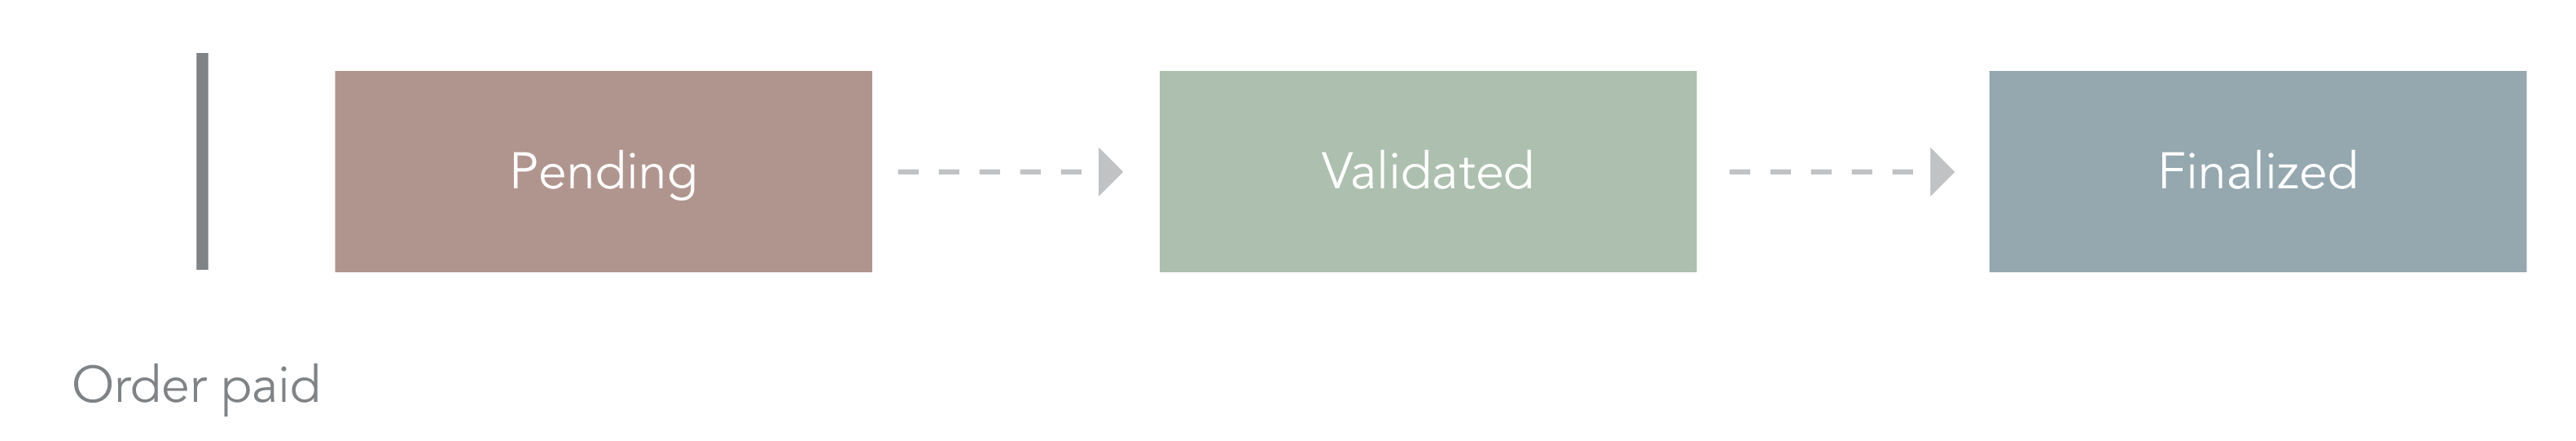 Pending
Validated
Finalized
Order paid